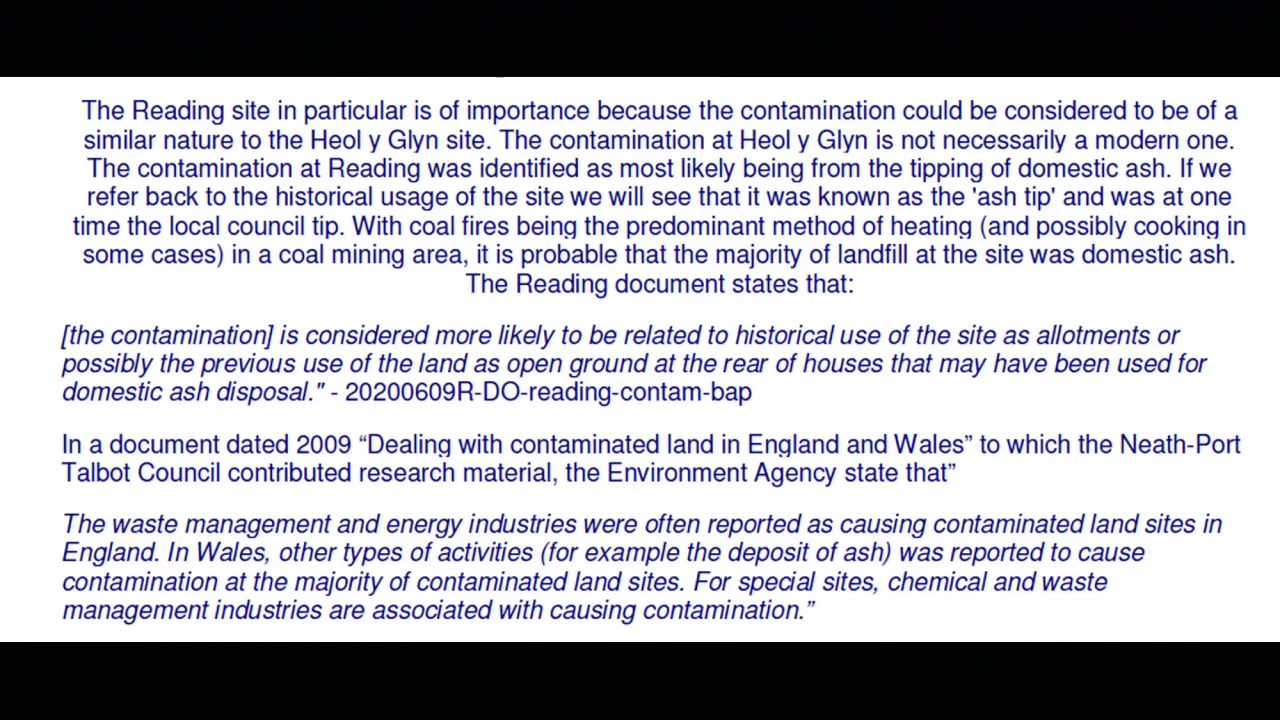 The Reading site in particular is of importance because the contamination could be considered to be of a
similar nature to the Heol y Glyn site. The contamination at Heol y Glyn is not necessarily a modern one.
The contamination at Reading was identified as most likely being from the tipping of domestic ash. If we
refer back to the historical usage of the site we will see that it was known as the 'ash tip' and was at one
time the local council tip. With coal fires being the predominant method of heating (and possibly cooking in
some cases) in a coal mining area, it is probable that the majority of landfill at the site was domestic ash.
The Reading document states that:
[the contamination] is considered more likely to be related to historical use of the site as allotments or
possibly the previous use of the land as open ground at the rear of houses that may have been used for
domestic ash disposal." - 20200609R-DO-reading-contam-bap
In a document dated 2009 “Dealing with contaminated land in England and Wales” to which the Neath-Port
Talbot Council contributed research material, the Environment Agency state that”
The waste management and energy industries were often reported as causing contaminated land sites in
England. In Wales, other types of activities (for example the deposit of ash) was reported to cause
contamination at the majority of contaminated land sites. For special sites, chemical and waste
management industries are associated with causing contamination.”